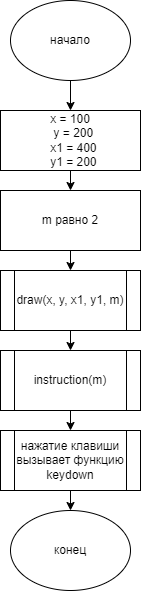 начало
x = 100
y = 200
x1 = 400
y1 = 200
m равно 2
draw(x, y, x1, y1, m)
instruction(m)
нажатие клавиши
вызывает функцию
keydown
конец